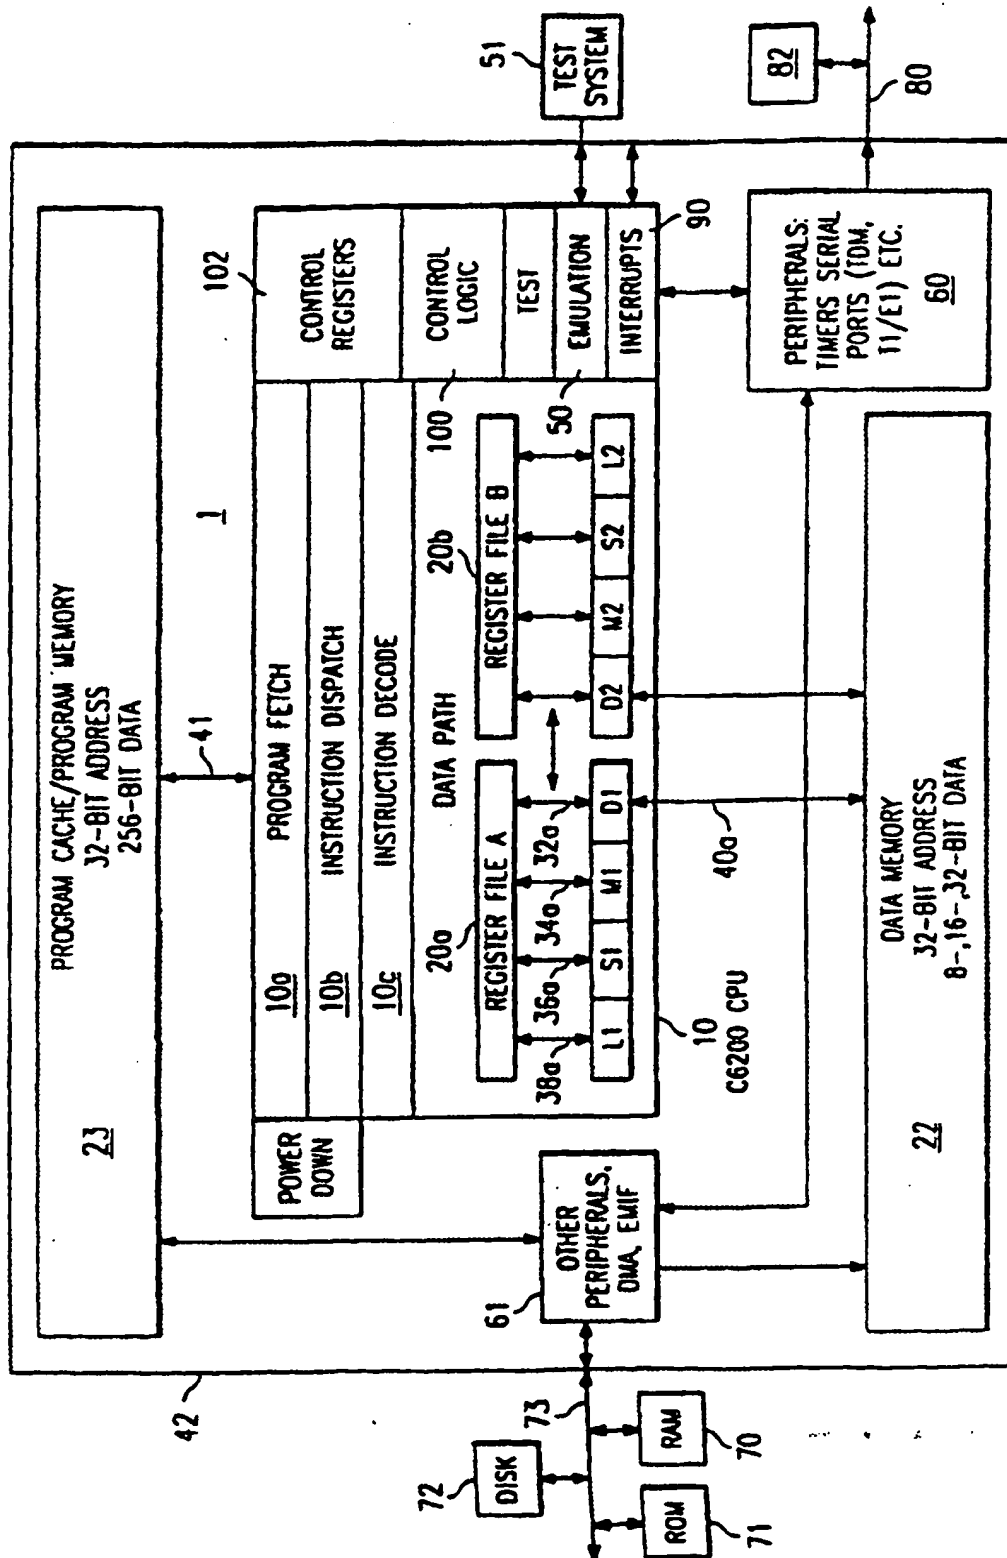 PROGRAM CACHE/PROGRAM MEMORY
32-BIT ADDRESS
256-BIT DATA
23
42
41
1
POWER
DOWN
10a
PROGRAM FETCH
10b
INSTRUCTION DISPATCH
10c
INSTRUCTION DECODE
102
CONTROL
REGISTERS
CONTROL
LOGIC
100
TEST
EMULATION
50
INTERRUPTS
90
DATA PATH
20a
REGISTER FILE A
20b
REGISTER FILE B
38a
36a
34a
32a
L1
S1
M1
D1
D2
M2
S2
L2
10
C6200 CPU
40a
51
TEST
SYSTEM
72
DISK
73
ROM
71
RAM
70
61
OTHER
PERIPHERALS,
DMA, EMIF
DATA MEMORY
32-BIT ADDRESS
8-,16-,32-BIT DATA
22
PERIPHERALS:
TIMERS SERIAL
PORTS (TDM,
T1/E1) ETC.
60
82
80